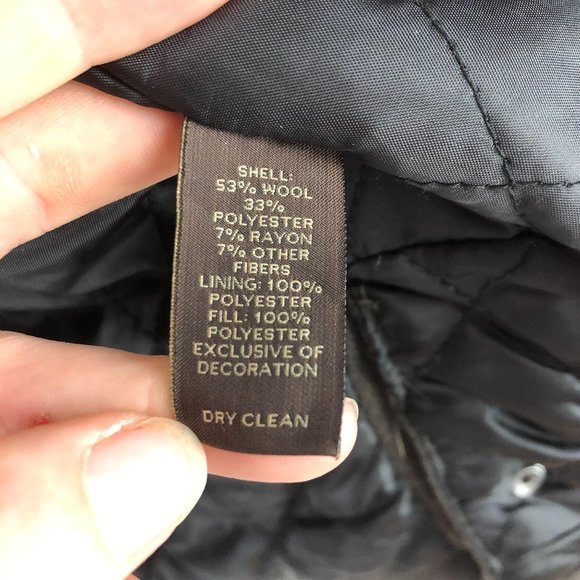 SHELL:
53% WOOL
33%
POLYESTER
7% RAYON
7% OTHER
FIBERS
LINING: 100%
POLYESTER
FILL: 100%
POLYESTER
EXCLUSIVE OF
DECORATION
DRY CLEAN